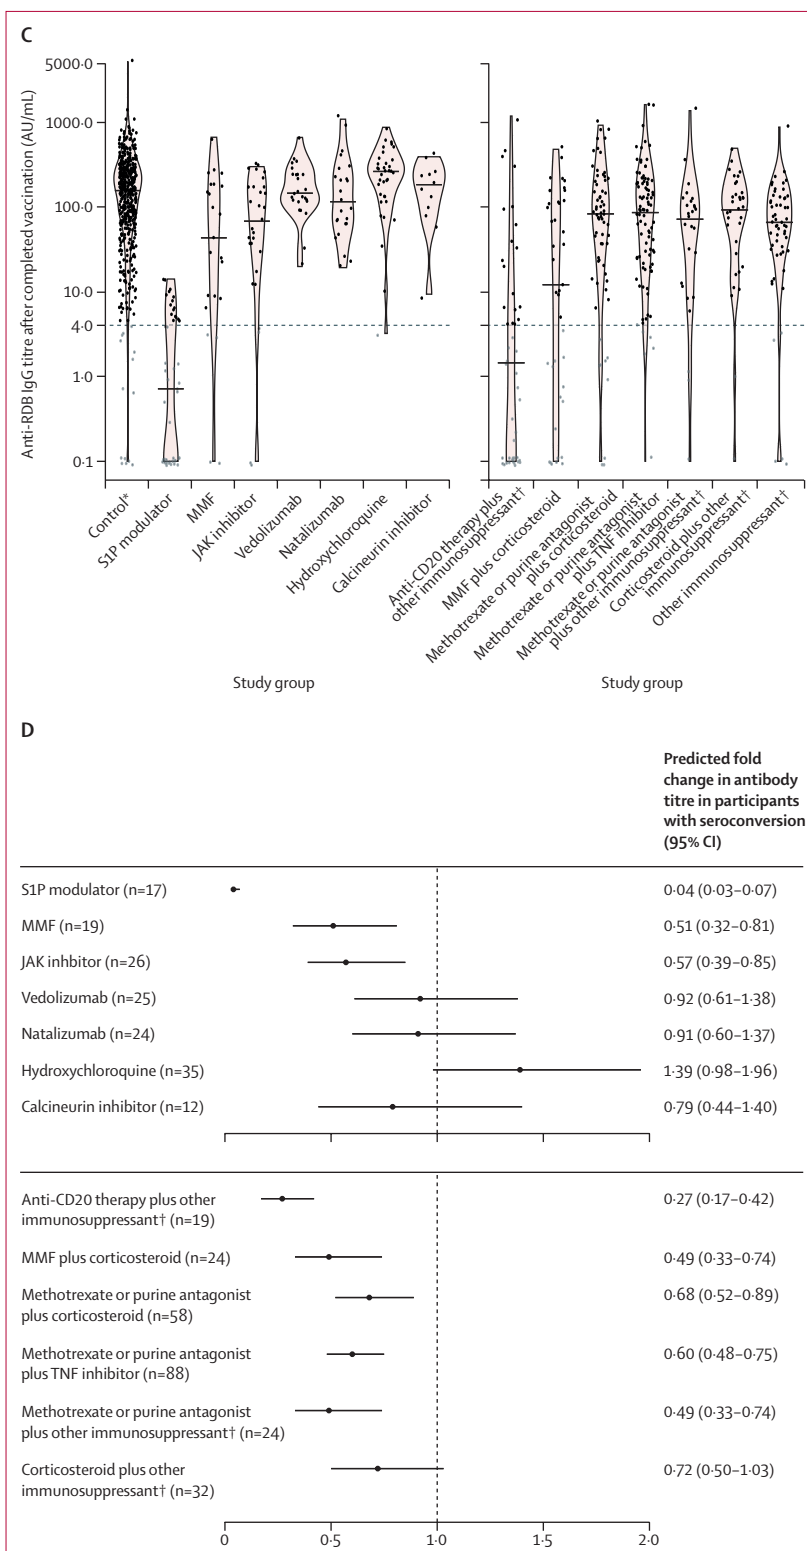 C
Anti-RDB IgG titre after completed vaccination (AU/mL)
5000·0
1000·0
100·0
10·0
4·0
1·0
0·1
Control*
S1P modulator
MMF
JAK inhibitor
Vedolizumab
Natalizumab
Hydroxychloroquine
Calcineurin inhibitor
Study group
Anti-CD20 therapy plus
other immunosuppressant†
MMF plus corticosteroid
Methotrexate or purine antagonist
plus corticosteroid
Methotrexate or purine antagonist
plus TNF inhibitor
Methotrexate or purine antagonist
plus other immunosuppressant†
Corticosteroid plus other
immunosuppressant†
Other immunosuppressant†
Study group
D
Predicted fold
change in antibody
titre in participants
with seroconversion
(95% CI)
S1P modulator (n=17) 0·04 (0·03–0·07)
MMF (n=19) 0·51 (0·32–0·81)
JAK inhbitor (n=26) 0·57 (0·39–0·85)
Vedolizumab (n=25) 0·92 (0·61–1·38)
Natalizumab (n=24) 0·91 (0·60–1·37)
Hydroxychloroquine (n=35) 1·39 (0·98–1·96)
Calcineurin inhibitor (n=12) 0·79 (0·44–1·40)
Anti-CD20 therapy plus other 0·27 (0·17–0·42)
immunosuppressant† (n=19)
MMF plus corticosteroid (n=24) 0·49 (0·33–0·74)
Methotrexate or purine antagonist 0·68 (0·52–0·89)
plus corticosteroid (n=58)
Methotrexate or purine antagonist 0·60 (0·48–0·75)
plus TNF inhibitor (n=88)
Methotrexate or purine antagonist 0·49 (0·33–0·74)
plus other immunosuppressant† (n=24)
Corticosteroid plus other 0·72 (0·50–1·03)
immunosuppressant† (n=32)
0 0·5 1·0 1·5 2·0